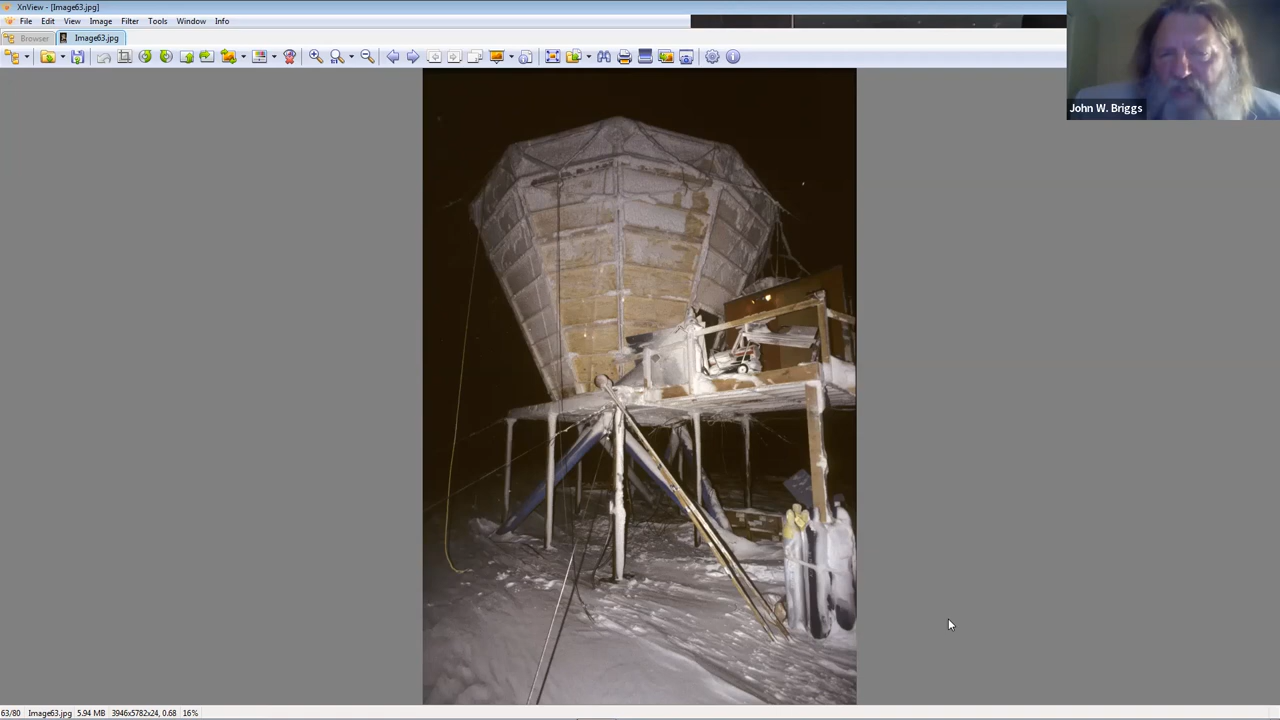 XnView - [Image63.jpg]
File Edit View Image Filter Tools Window Info
Browser Image63.jpg
John W. Briggs
63/80 Image63.jpg 5.94 MB 3946x5782x24, 0.68 16%